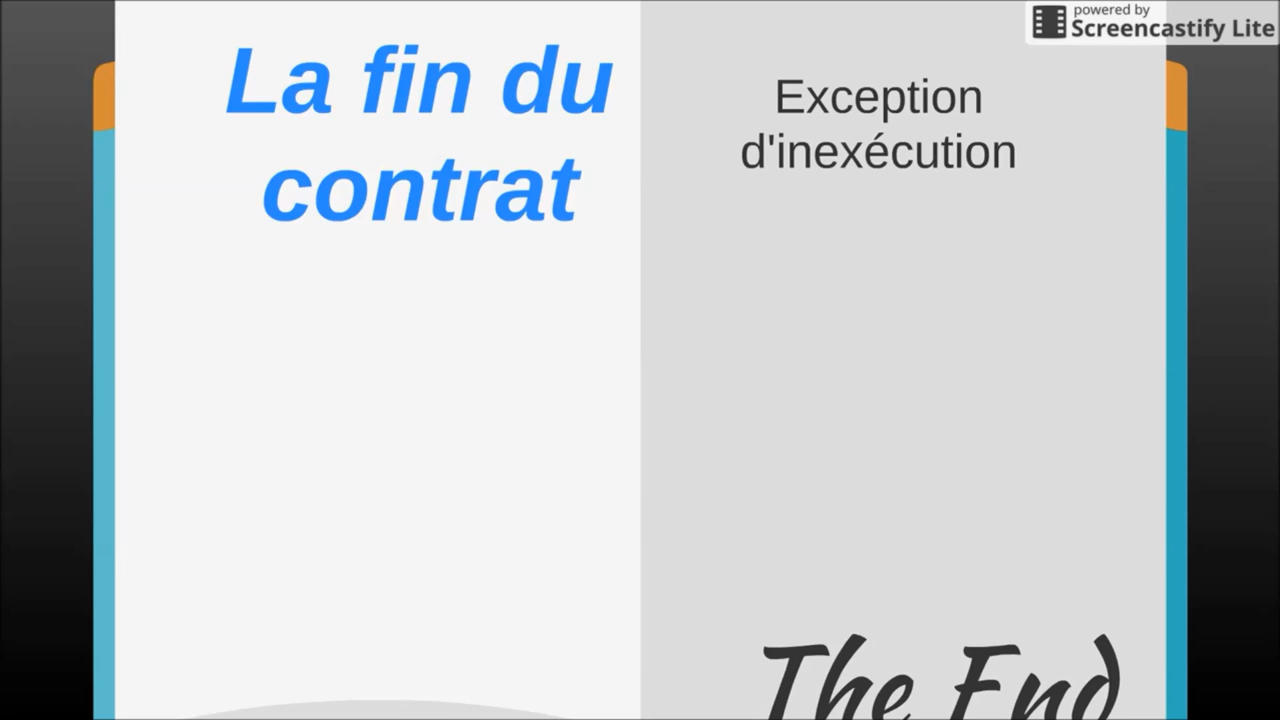 powered by
Screencastify Lite
La fin du
contrat
Exception
d'inexécution
The End